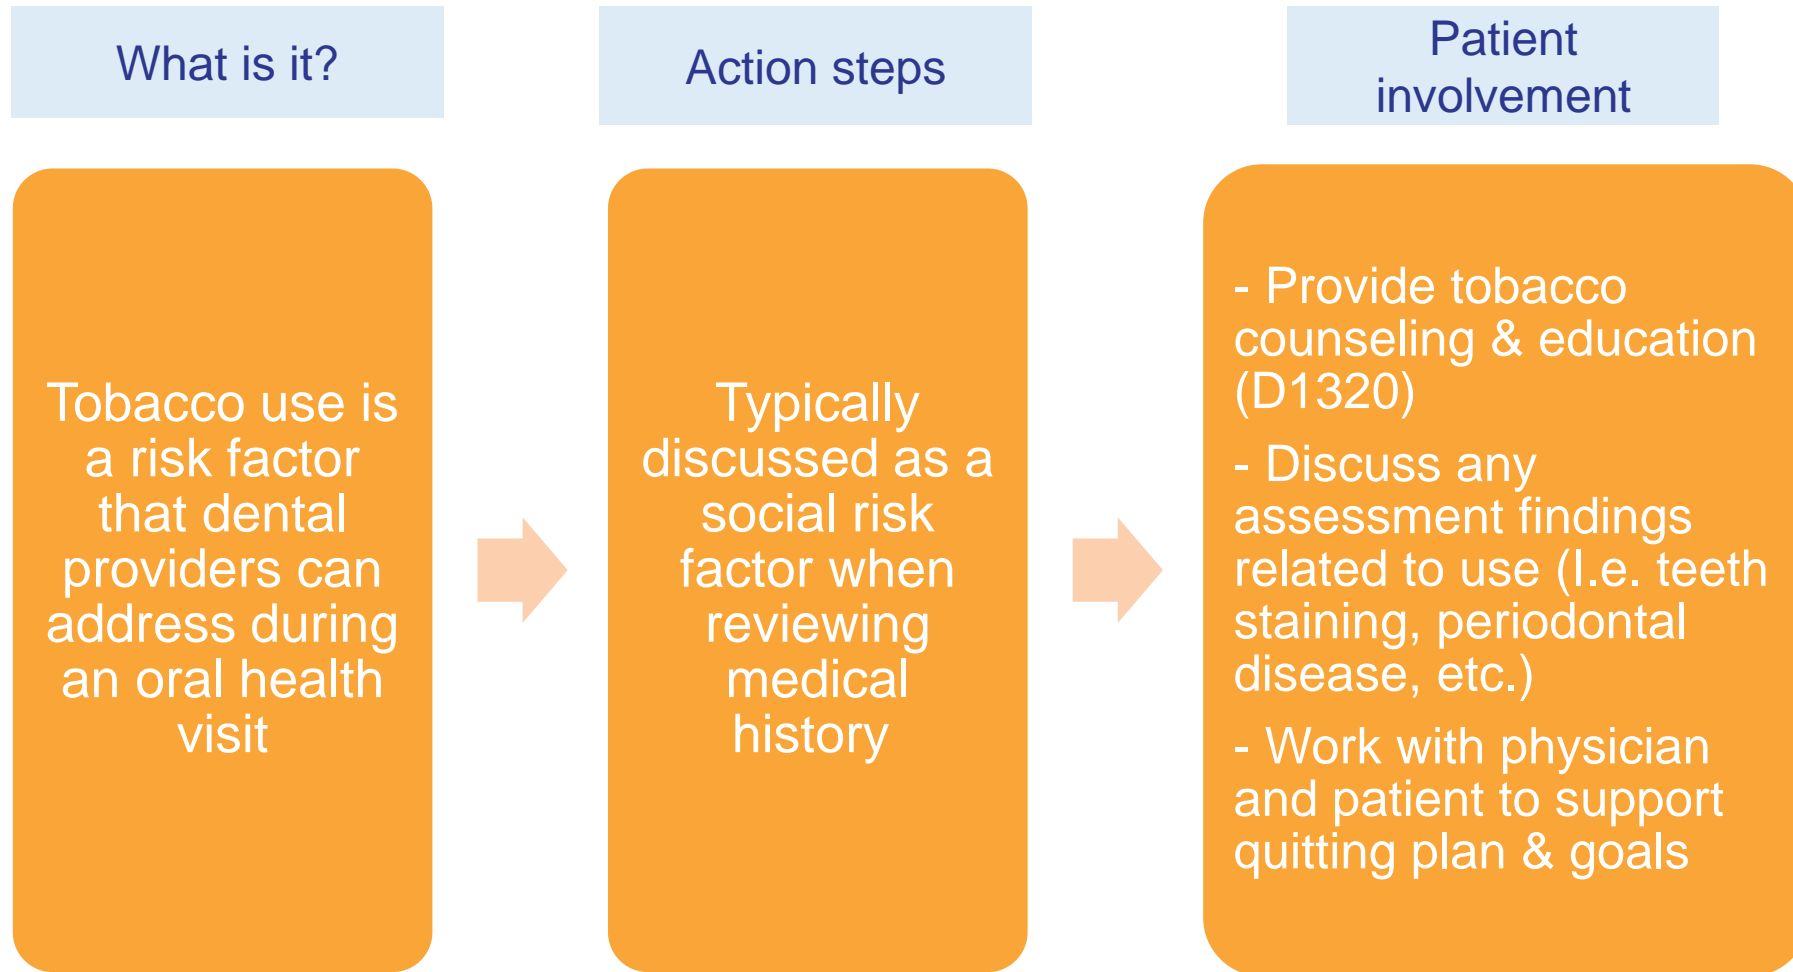 What is it?
Action steps
Patient
involvement
Tobacco use is
a risk factor
that dental
providers can
address during
an oral health
visit
Typically
discussed as a
social risk
factor when
reviewing
medical
history
- Provide tobacco
counseling & education
(D1320)
- Discuss any
assessment findings
related to use (I.e. teeth
staining, periodontal
disease, etc.)
- Work with physician
and patient to support
quitting plan & goals